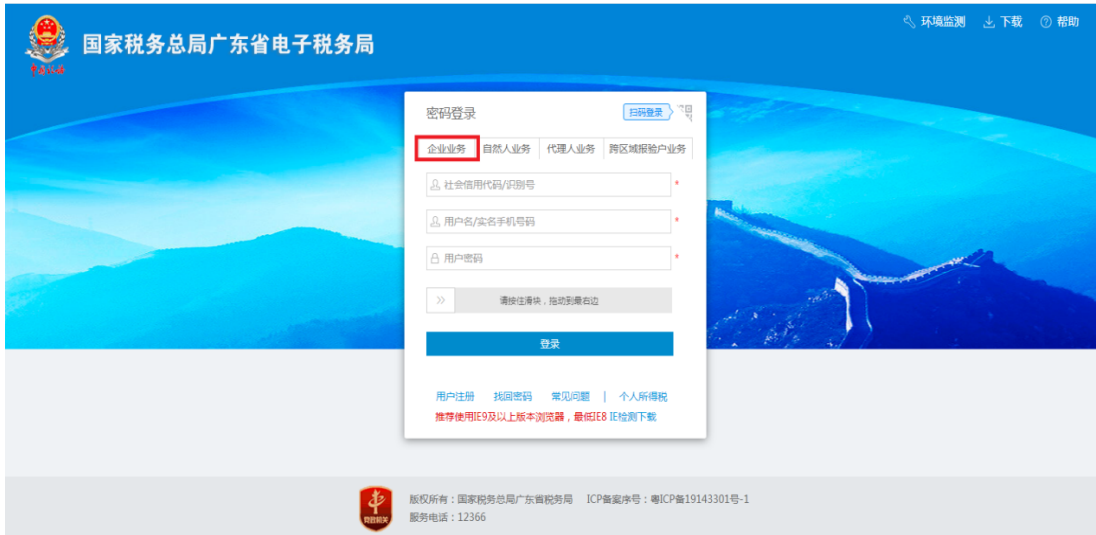 环境监测 下载 帮助
国家税务总局广东省电子税务局
中国税务
密码登录 扫码登录
企业业务 自然人业务 代理人业务 跨区域报验户业务
社会信用代码/识别号 *
用户名/实名手机号码 *
用户密码 *
请按住滑块，拖动到最右边
登录
用户注册 找回密码 常见问题 | 个人所得税
推荐使用IE9及以上版本浏览器，最低IE8 IE检测下载
版权所有：国家税务总局广东省税务局 ICP备案序号：粤ICP备19143301号-1
服务电话：12366
党政机关